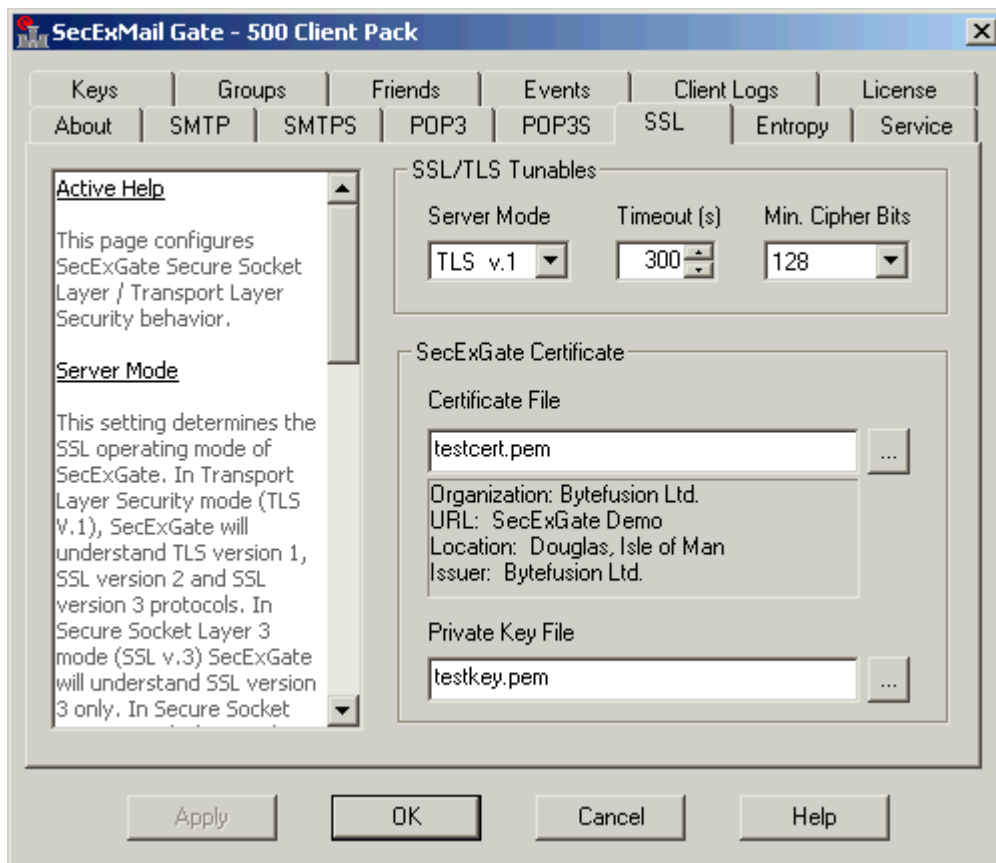 SecExMail Gate - 500 Client Pack
Keys Groups Friends Events Client Logs License
About SMTP SMTPS POP3 POP3S SSL Entropy Service
Active Help
This page configures
SecExGate Secure Socket
Layer / Transport Layer
Security behavior.
Server Mode
This setting determines the
SSL operating mode of
SecExGate. In Transport
Layer Security mode (TLS
V.1), SecExGate will
understand TLS version 1,
SSL version 2 and SSL
version 3 protocols. In
Secure Socket Layer 3
mode (SSL v.3) SecExGate
will understand SSL version
3 only. In Secure Socket
SSL/TLS Tunables
Server Mode Timeout (s) Min. Cipher Bits
TLS v.1 300 128
SecExGate Certificate
Certificate File
testcert.pem ...
Organization: Bytefusion Ltd.
URL: SecExGate Demo
Location: Douglas, Isle of Man
Issuer: Bytefusion Ltd.
Private Key File
testkey.pem ...
Apply OK Cancel Help